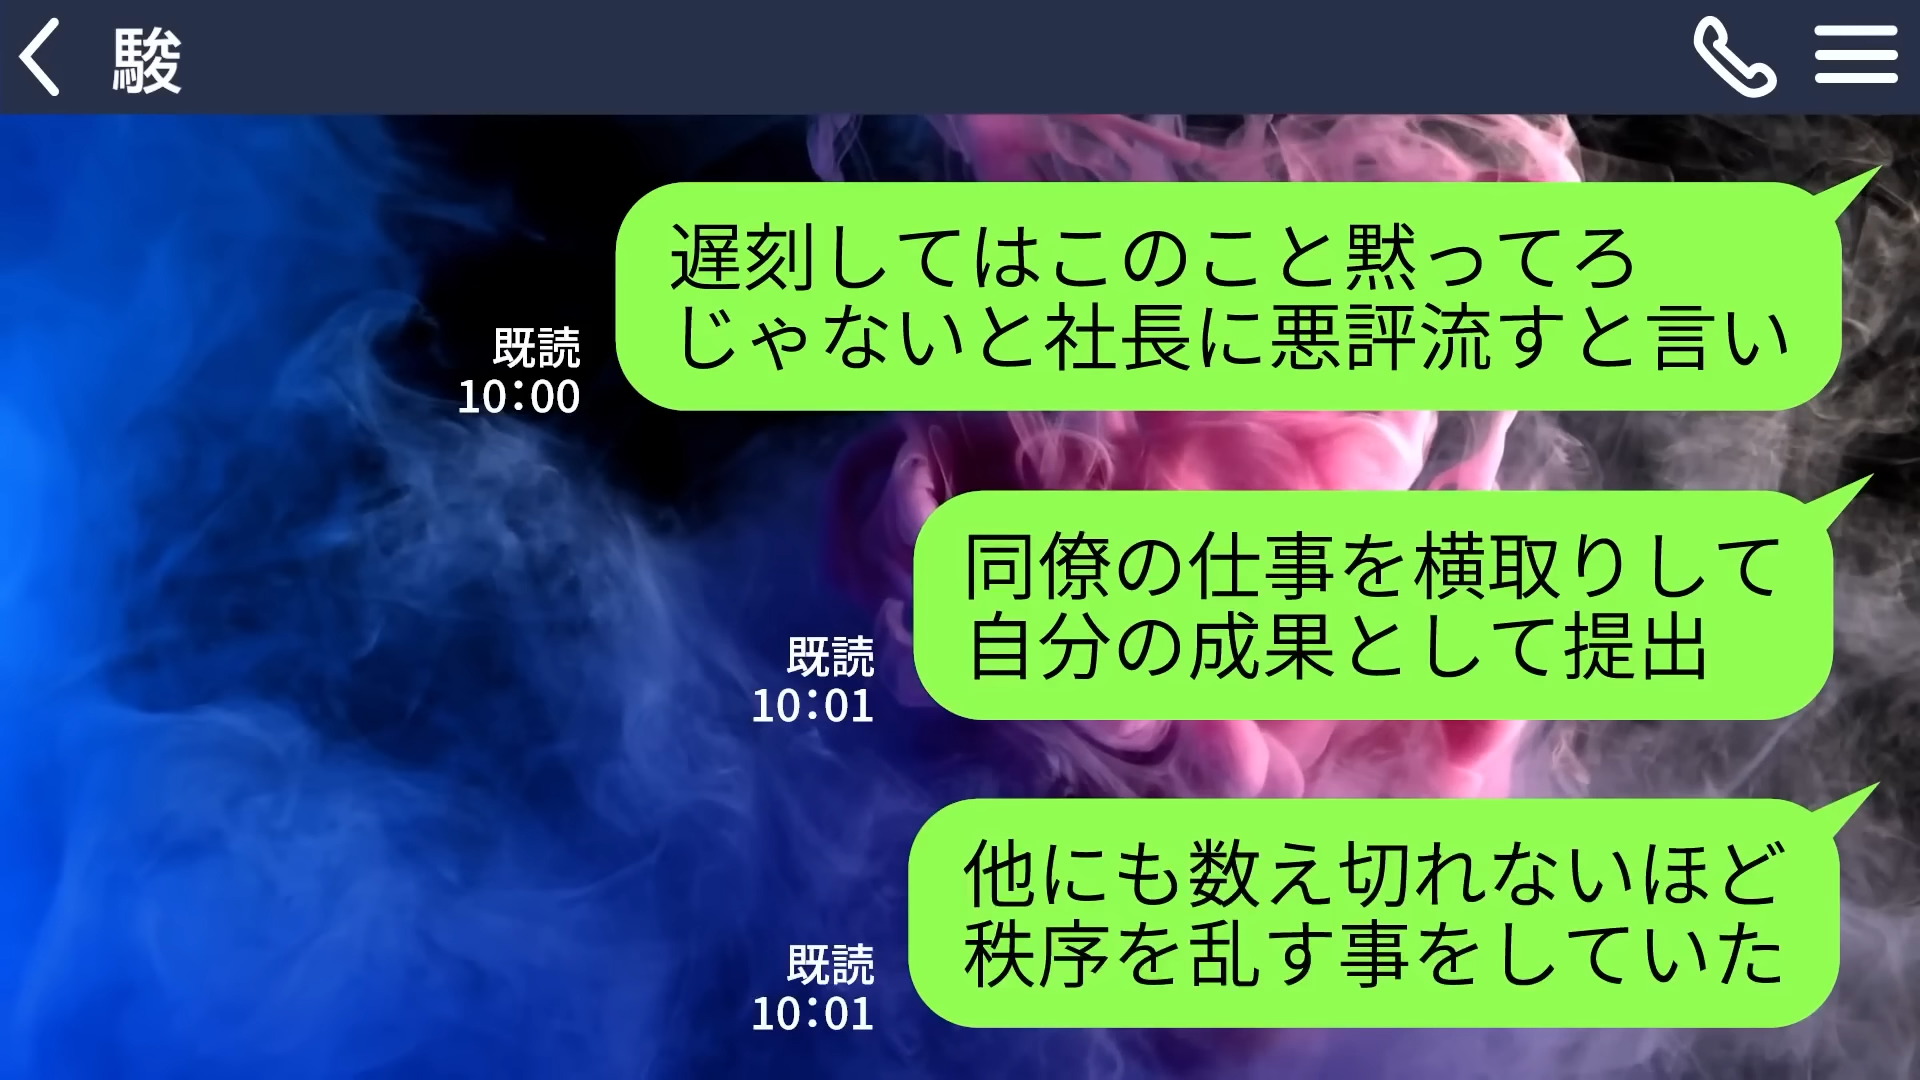 駿
遅刻してはこのこと黙ってろ
じゃないと社長に悪評流すと言い
既読
10:00
同僚の仕事を横取りして
自分の成果として提出
既読
10:01
他にも数え切れないほど
秩序を乱す事をしていた
既読
10:01